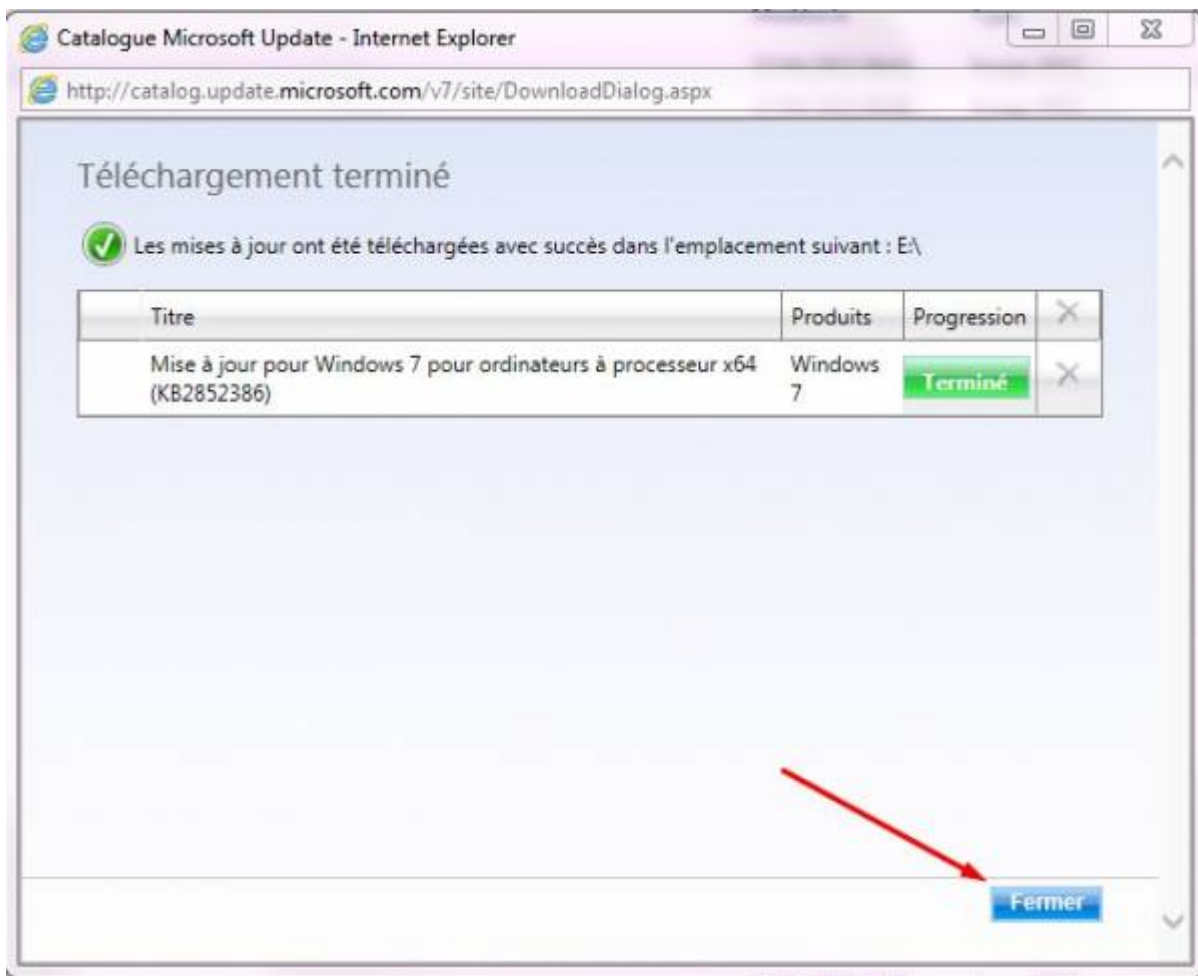 Catalogue Microsoft Update - Internet Explorer
http://catalog.update.microsoft.com/v7/site/DownloadDialog.aspx
Téléchargement terminé
Les mises à jour ont été téléchargées avec succès dans l'emplacement suivant : E:\
Titre Produits Progression
Mise à jour pour Windows 7 pour ordinateurs à processeur x64 Windows Terminé
(KB2852386) 7
Fermer